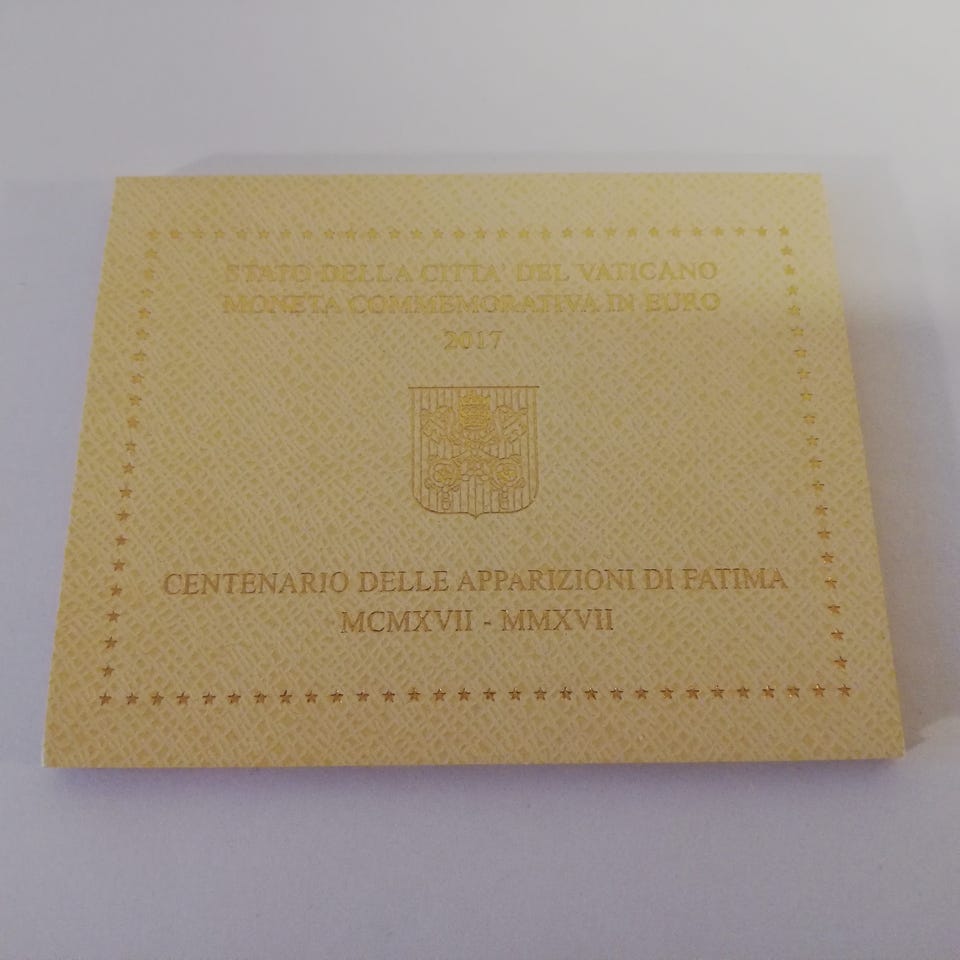 STATO DELLA CITTA' DEL VATICANO
MONETA COMMEMORATIVA IN EURO
2017
CENTENARIO DELLE APPARIZIONI DI FATIMA
MCMXVII - MMXVII